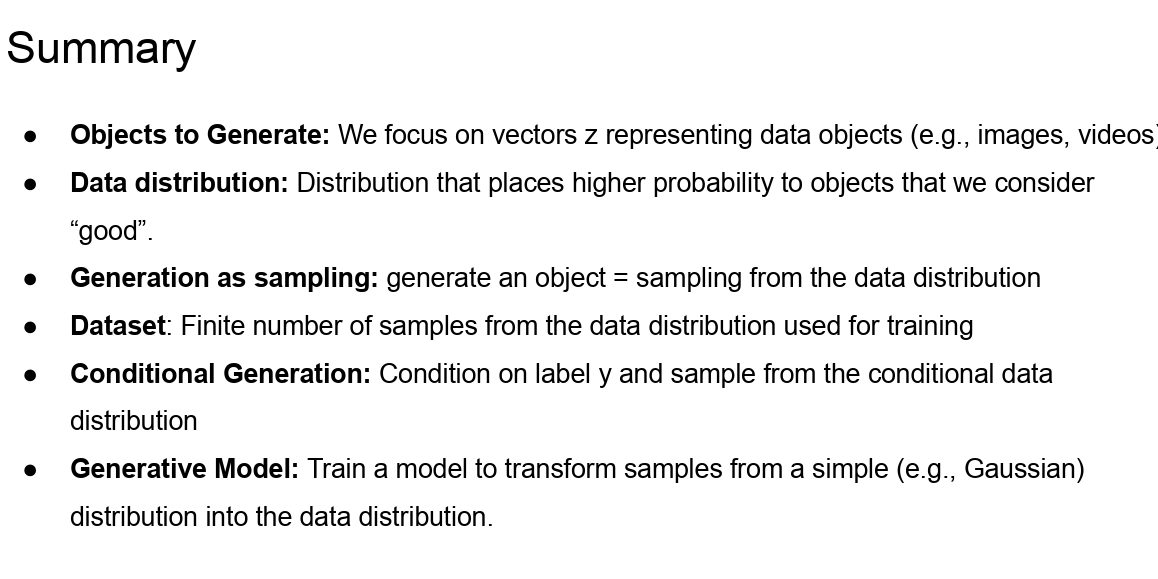 Summary
● Objects to Generate: We focus on vectors z representing data objects (e.g., images, videos)
● Data distribution: Distribution that places higher probability to objects that we consider
“good”.
● Generation as sampling: generate an object = sampling from the data distribution
● Dataset: Finite number of samples from the data distribution used for training
● Conditional Generation: Condition on label y and sample from the conditional data
distribution
● Generative Model: Train a model to transform samples from a simple (e.g., Gaussian)
distribution into the data distribution.